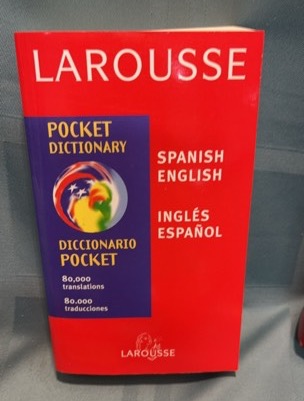 LAROUSSE
POCKET
DICTIONARY
SPANISH
ENGLISH
INGLÉS
ESPAÑOL
DICCIONARIO
POCKET
80,000
translations
80.000
traducciones
LAROUSSE